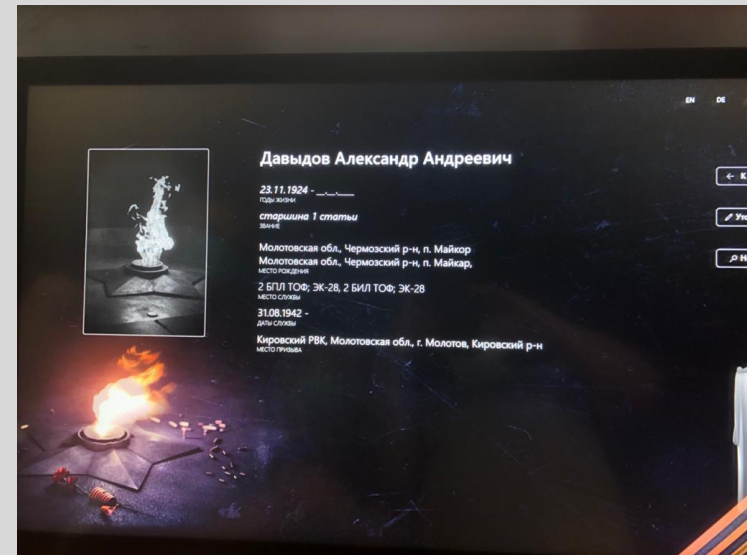 EN DE
Давыдов Александр Андреевич
23.11.1924 - __.__.____
ГОДЫ ЖИЗНИ
старшина 1 статьи
ЗВАНИЕ
Молотовская обл., Чермозский р-н, п. Майкор
Молотовская обл., Чермозский р-н, п. Майкар,
МЕСТО РОЖДЕНИЯ
2 БПЛ ТОФ; ЭК-28, 2 БИЛ ТОФ; ЭК-28
МЕСТО СЛУЖБЫ
31.08.1942 -
ДАТЫ СЛУЖБЫ
Кировский РВК, Молотовская обл., г. Молотов, Кировский р-н
МЕСТО ПРИЗЫВА